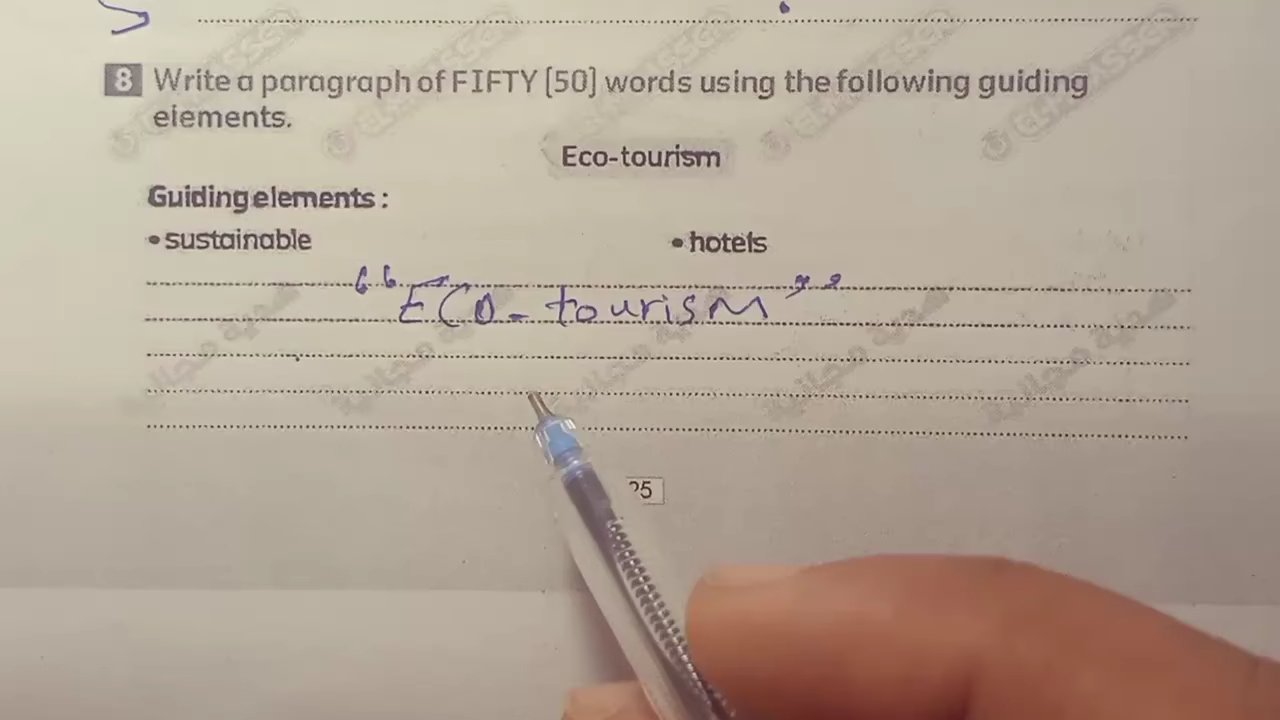 8 Write a paragraph of FIFTY (50) words using the following guiding
elements.
Eco-tourism
Guiding elements :
• sustainable • hotels
“ECO-tourism”
25